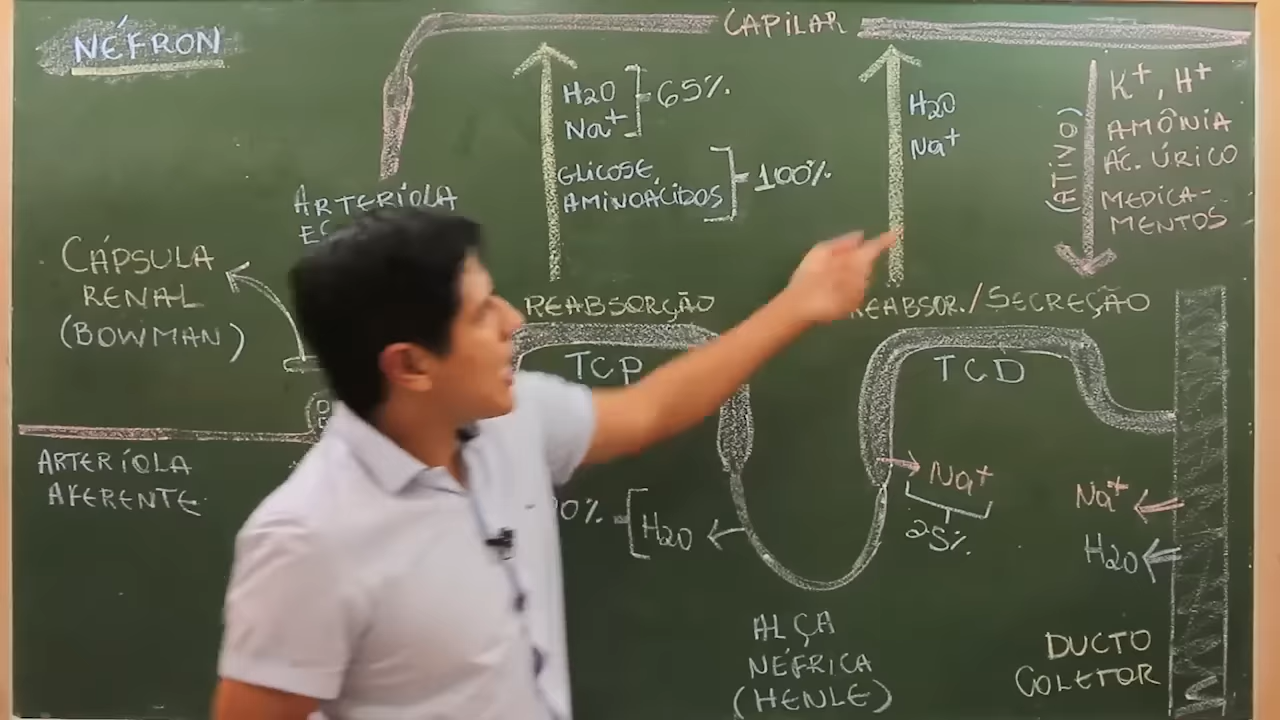 NÉFRON
CAPILAR
H2O
Na+
65%
GLICOSE,
AMINOÁCIDOS
100%
H2O
Na+
(ATIVO)
K+, H+
AMÔNIA
ÁC. ÚRICO
MEDICA-
MENTOS
ARTERÍOLA
CÁPSULA
RENAL
(BOWMAN)
REABSORÇÃO
TCP
REABSOR./SECREÇÃO
TCD
ARTERÍOLA
AFERENTE
H2O
Na+
25%
Na+
H2O
ALÇA
NÉFRICA
(HENLE)
DUCTO
COLETOR